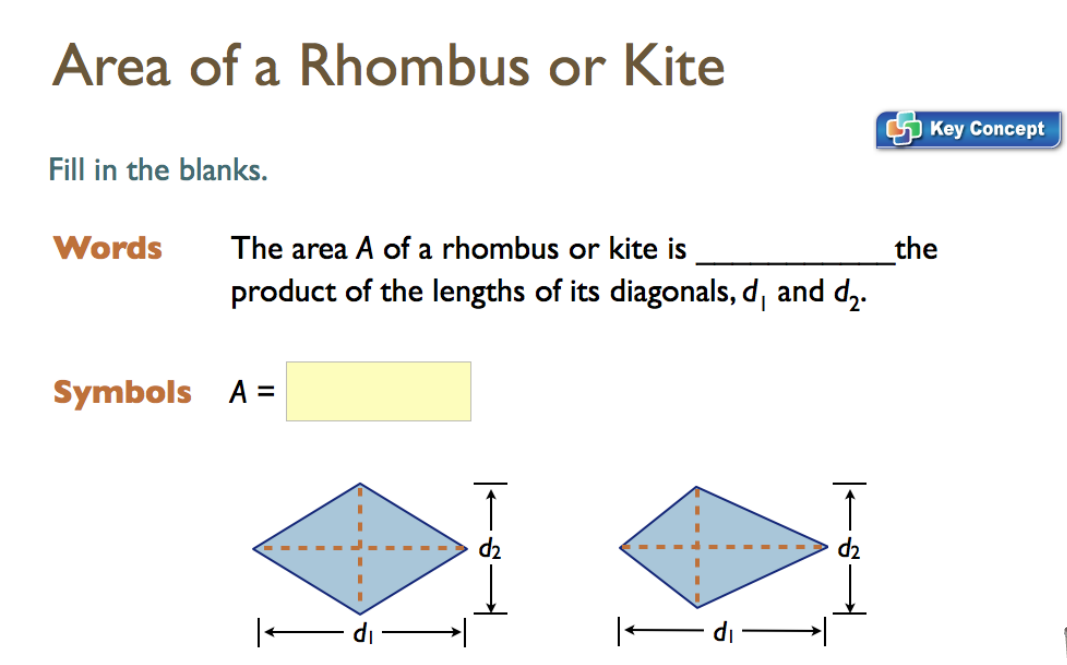 Area of a Rhombus or Kite
Key Concept
Fill in the blanks.
Words The area A of a rhombus or kite is ____________the
product of the lengths of its diagonals, d₁ and d₂.
Symbols A =
d₂
d₂
d₁
d₁